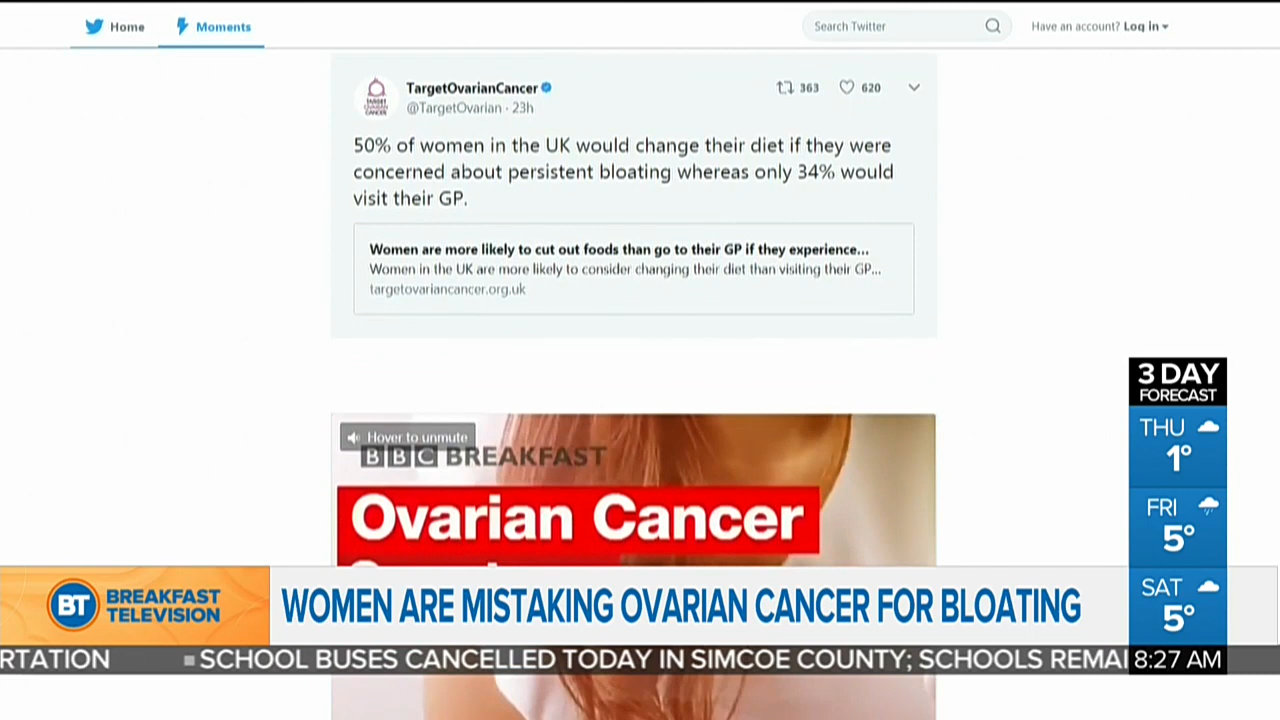 Home
Moments
Search Twitter
Have an account? Log in
TargetOvarianCancer
363
620
@TargetOvarian · 23h
TARGET
OVARIAN
CANCER
50% of women in the UK would change their diet if they were
concerned about persistent bloating whereas only 34% would
visit their GP.
Women are more likely to cut out foods than go to their GP if they experience...
Women in the UK are more likely to consider changing their diet than visiting their GP...
targetovariancancer.org.uk
Hover to unmute
BBC BREAKFAST
Ovarian Cancer
3 DAY
FORECAST
THU
1°
FRI
5°
SAT
5°
BT BREAKFAST
TELEVISION
WOMEN ARE MISTAKING OVARIAN CANCER FOR BLOATING
RTATION ■ SCHOOL BUSES CANCELLED TODAY IN SIMCOE COUNTY; SCHOOLS REMAI
8:27 AM